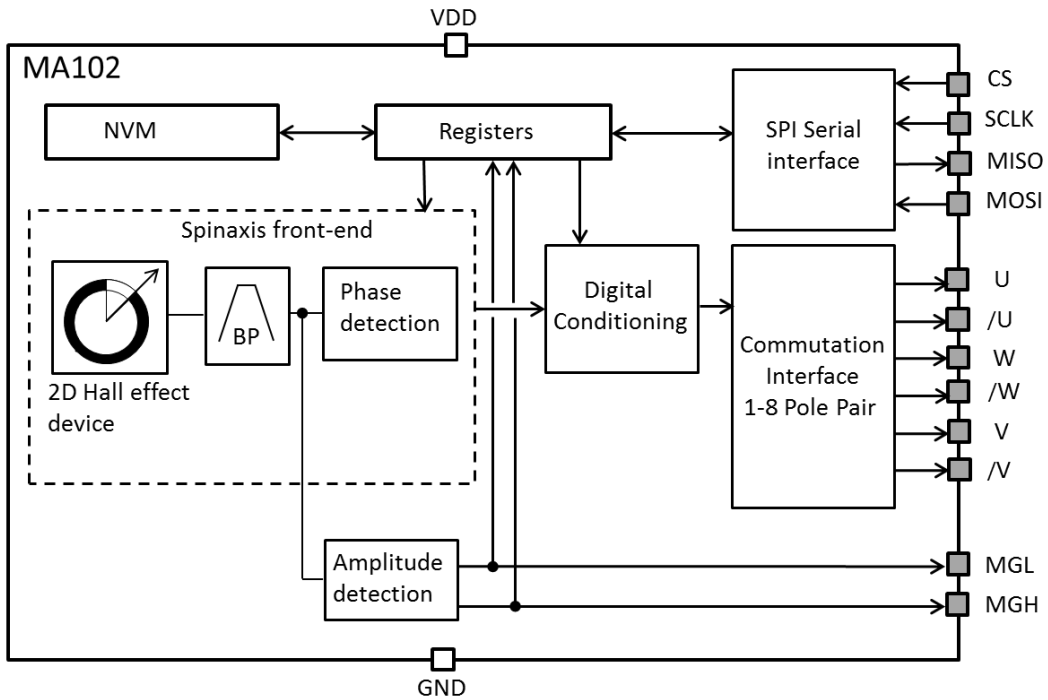 VDD
MA102
NVM
Registers
SPI Serial
interface
CS
SCLK
MISO
MOSI
Spinaxis front-end
2D Hall effect
device
BP
Phase
detection
Digital
Conditioning
Commutation
Interface
1-8 Pole Pair
U
/U
W
/W
V
/V
Amplitude
detection
MGL
MGH
GND